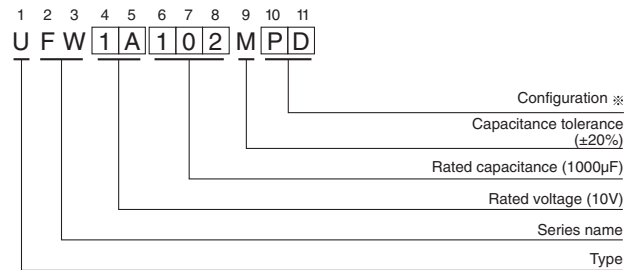 1 2 3 4 5 6 7 8 9 10 11
U F W 1 A 1 0 2 M P D
Configuration ※
Capacitance tolerance
(±20%)
Rated capacitance (1000µF)
Rated voltage (10V)
Series name
Type